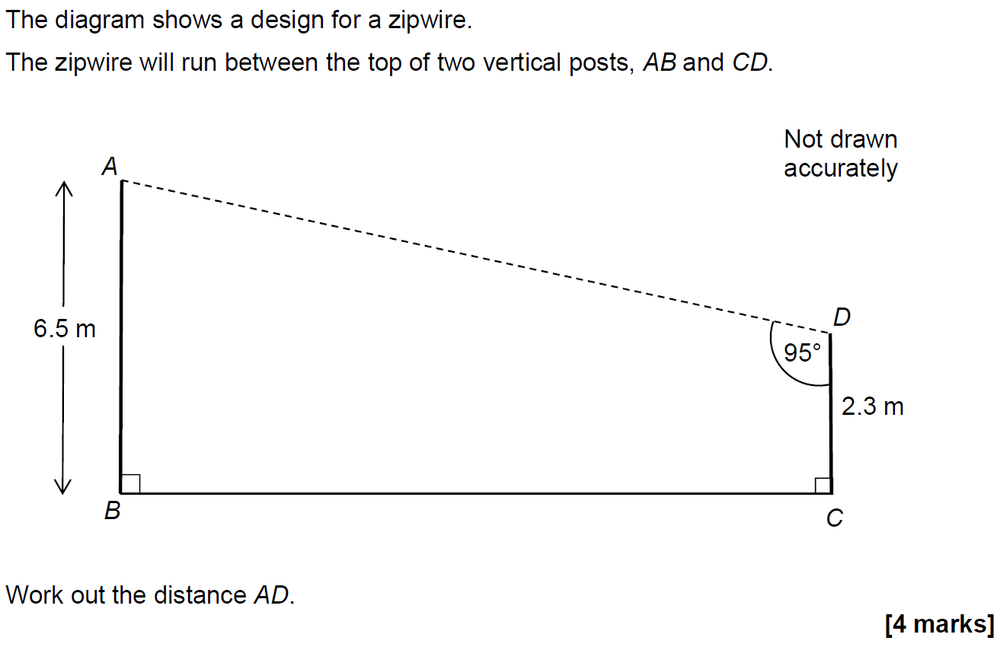 The diagram shows a design for a zipwire.
The zipwire will run between the top of two vertical posts, AB and CD.
Not drawn
accurately
A
D
6.5 m
95°
2.3 m
B
C
Work out the distance AD.
[4 marks]